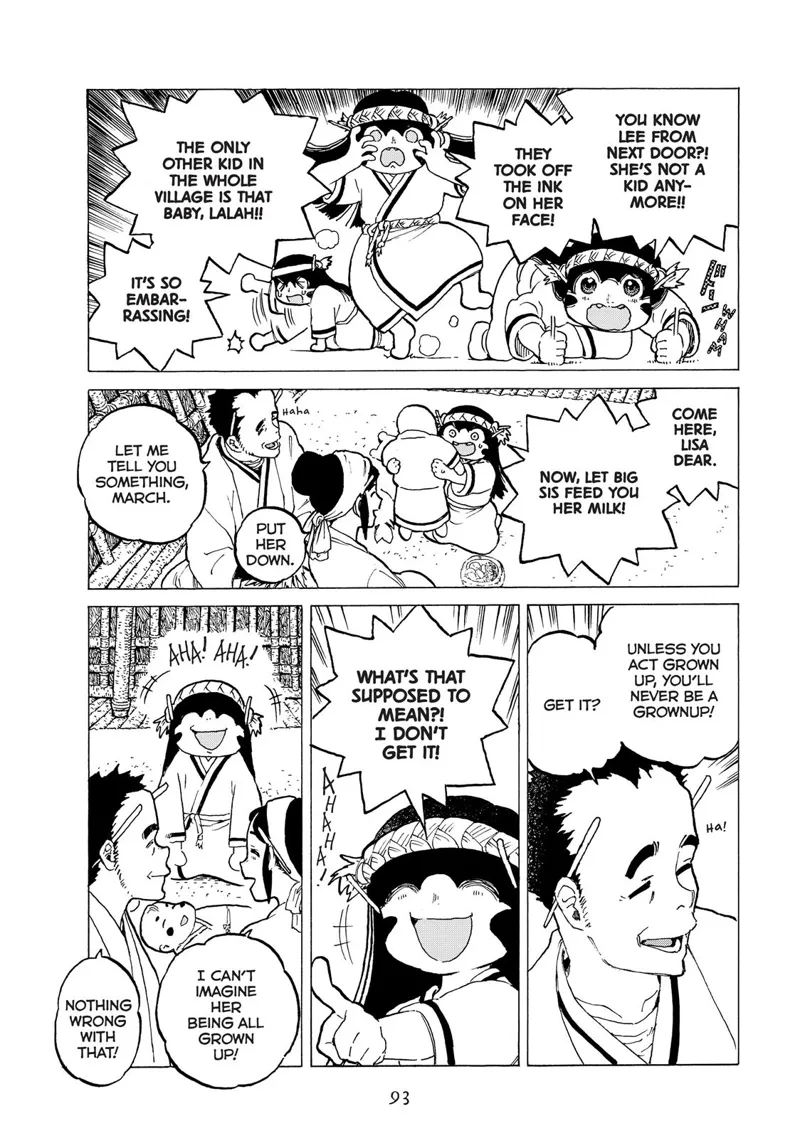 YOU KNOW
LEE FROM
NEXT DOOR?!
SHE'S NOT A
KID ANY-
MORE!!
THEY
TOOK OFF
THE INK
ON HER
FACE!
WHAM
THE ONLY
OTHER KID IN
THE WHOLE
VILLAGE IS THAT
BABY, LALAH!!
IT'S SO
EMBAR-
RASSING!
COME
HERE,
LISA
DEAR.
NOW, LET BIG
SIS FEED YOU
HER MILK!
Haha
PUT
HER
DOWN.
LET ME
TELL YOU
SOMETHING,
MARCH.
UNLESS YOU
ACT GROWN
UP, YOU'LL
NEVER BE A
GROWNUP!
GET IT?
Ha!
WHAT'S THAT
SUPPOSED TO
MEAN?!
I DON'T
GET IT!
AHAHA!
AHA! AHA!
I CAN'T
IMAGINE
HER
BEING ALL
GROWN
UP!
NOTHING
WRONG
WITH
THAT!
93